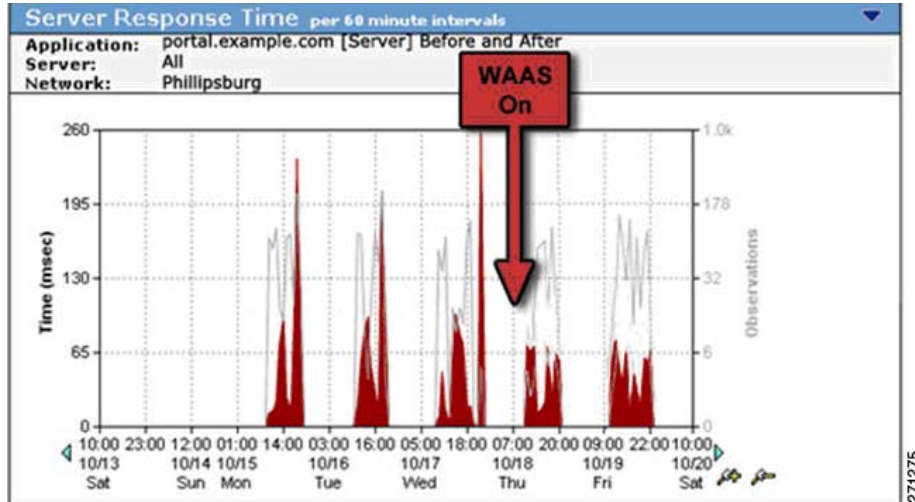 Server Response Time per 60 minute intervals
Application: portal.example.com [Server] Before and After
Server: All
Network: Phillipsburg
WAAS
On
260
195
130
65
0
Time (msec)
1.0k
178
32
6
0
Observations
10:00 23:00 12:00 01:00 14:00 03:00 16:00 05:00 18:00 07:00 20:00 09:00 22:00 10:00
10/13 10/14 10/15 10/16 10/17 10/18 10/19 10/20
Sat Sun Mon Tue Wed Thu Fri Sat
271275